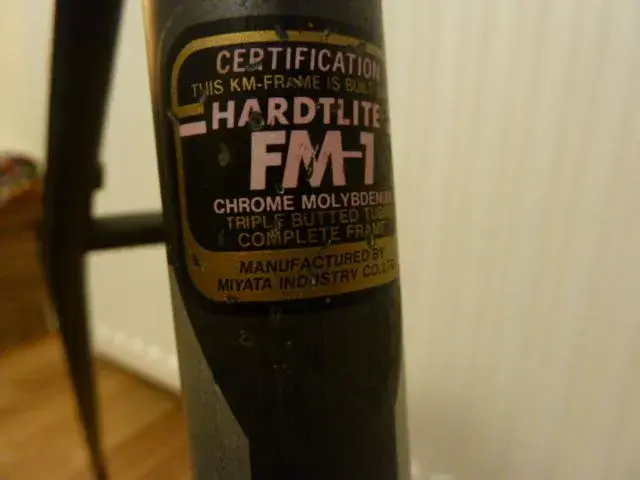 CERTIFICATION
THIS KM-FRAME IS BUILT
HARDTLITE
FM-1
CHROME MOLYBDENUM
TRIPLE BUTTED TUBING
COMPLETE FRAME
MANUFACTURED BY
MIYATA INDUSTRY CO. LTD